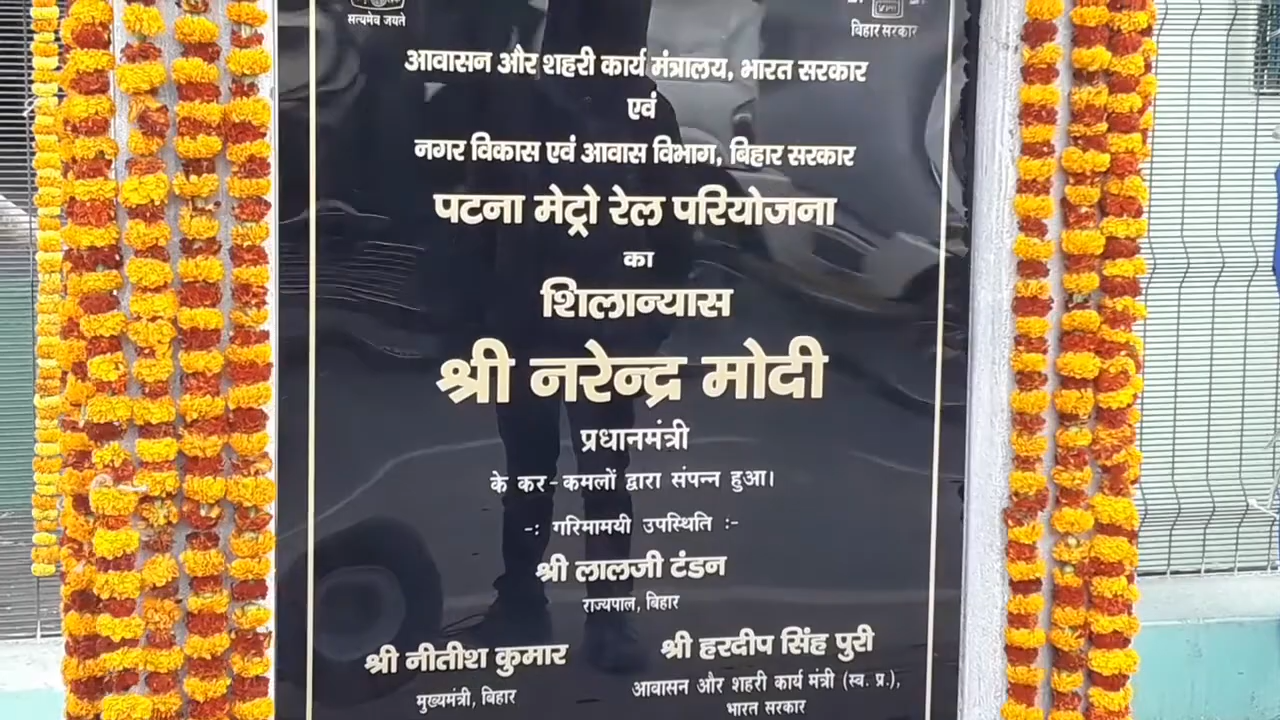 सत्यमेव जयते
बिहार सरकार
आवासन और शहरी कार्य मंत्रालय, भारत सरकार
एवं
नगर विकास एवं आवास विभाग, बिहार सरकार
पटना मेट्रो रेल परियोजना
का
शिलान्यास
श्री नरेन्द्र मोदी
प्रधानमंत्री
के कर-कमलों द्वारा संपन्न हुआ।
-: गरिमामयी उपस्थिति :-
श्री लालजी टंडन
राज्यपाल, बिहार
श्री नीतीश कुमार
मुख्यमंत्री, बिहार
श्री हरदीप सिंह पुरी
आवासन और शहरी कार्य मंत्री (स्व. प्र.),
भारत सरकार